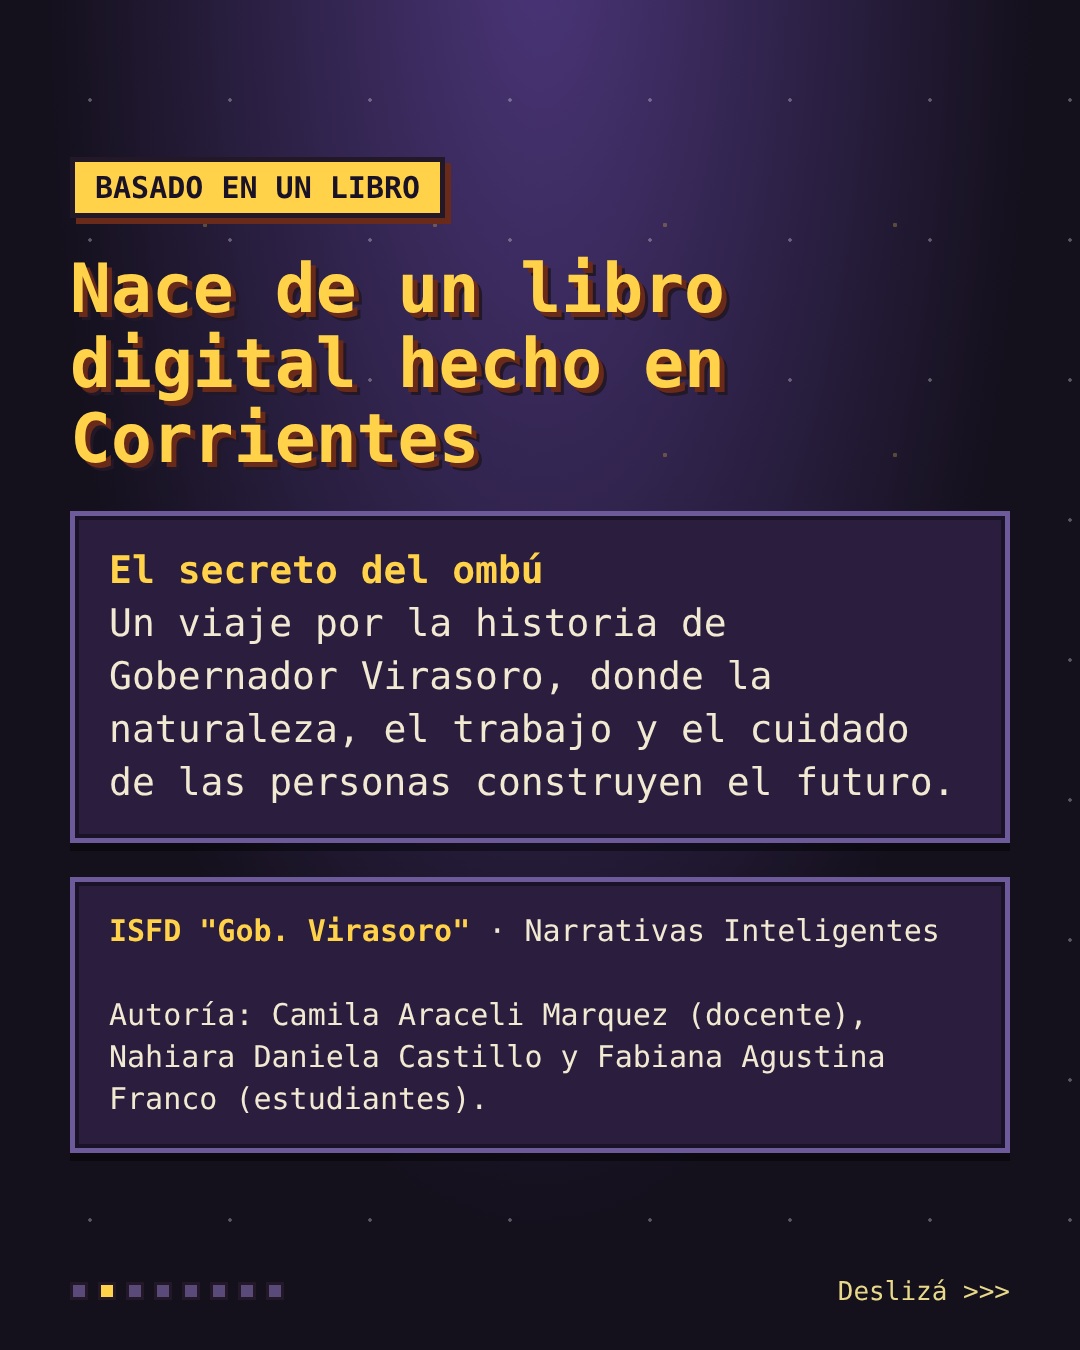 BASADO EN UN LIBRO
Nace de un libro
digital hecho en
Corrientes
El secreto del ombú
Un viaje por la historia de
Gobernador Virasoro, donde la
naturaleza, el trabajo y el cuidado
de las personas construyen el futuro.
ISFD "Gob. Virasoro" · Narrativas Inteligentes
Autoría: Camila Araceli Marquez (docente),
Nahiara Daniela Castillo y Fabiana Agustina
Franco (estudiantes).
Deslizá >>>